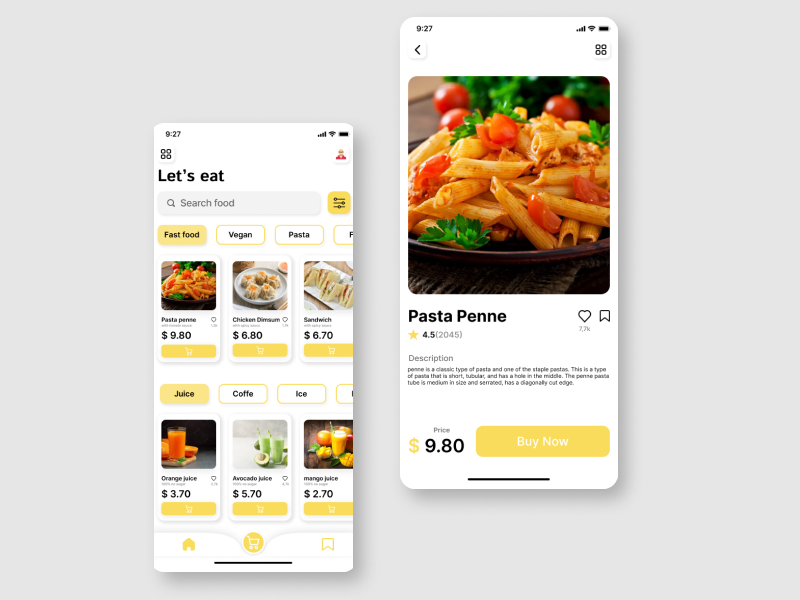 9:27
Let's eat
Search food
Fast food
Vegan
Pasta
F
Pasta penne
with tomato sauce
$ 9.80
Chicken Dimsum
with spicy sauce
$ 6.80
Sandwich
with spicy sauce
$ 6.70
Juice
Coffe
Ice
Orange juice
100% no sugar
$ 3.70
Avocado juice
100% no sugar
$ 5.70
mango juice
100% no sugar
$ 2.70
9:27
Pasta Penne
7,7k
4.5(2045)
Description
penne is a classic type of pasta and one of the staple pastas. This is a type
of pasta that is short, tubular, and has a hole in the middle. The penne pasta
tube is medium in size and serrated, has a diagonally cut edge.
Price
$ 9.80
Buy Now